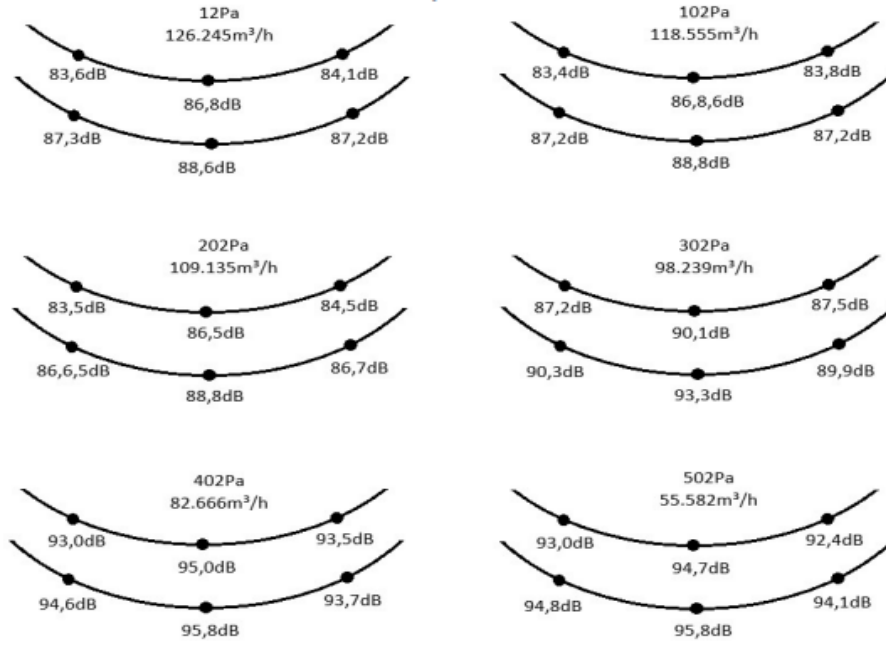 12Pa
126.245m³/h
83,6dB
84,1dB
86,8dB
87,3dB
87,2dB
88,6dB
102Pa
118.555m³/h
83,4dB
83,8dB
86,8,6dB
87,2dB
87,2dB
88,8dB
202Pa
109.135m³/h
83,5dB
84,5dB
86,5dB
86,6,5dB
86,7dB
88,8dB
302Pa
98.239m³/h
87,2dB
87,5dB
90,1dB
90,3dB
89,9dB
93,3dB
402Pa
82.666m³/h
93,0dB
93,5dB
95,0dB
94,6dB
93,7dB
95,8dB
502Pa
55.582m³/h
93,0dB
92,4dB
94,7dB
94,8dB
94,1dB
95,8dB